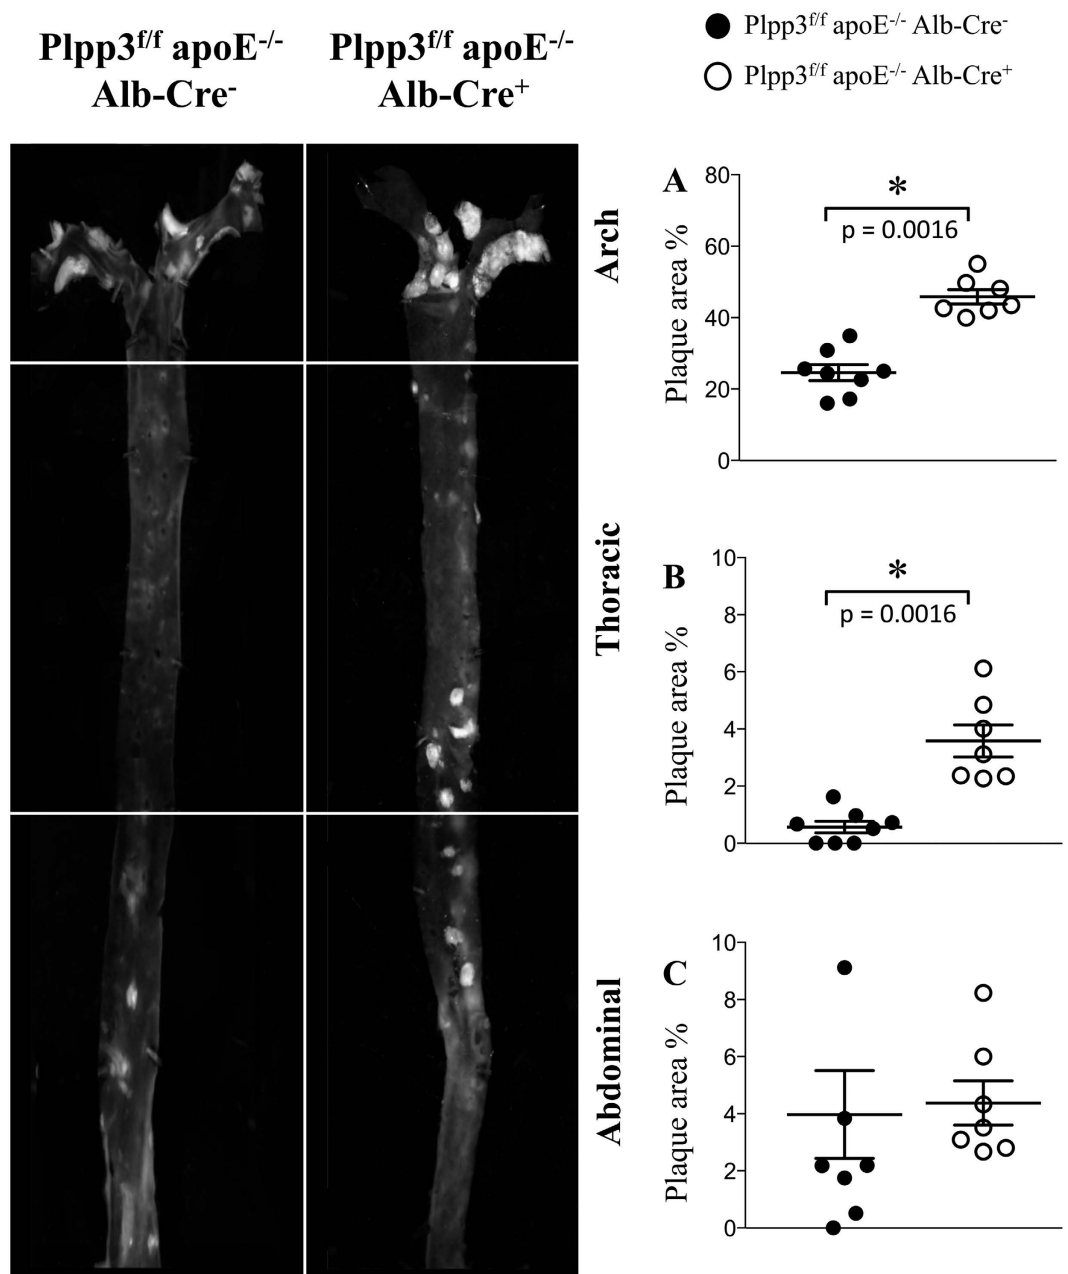 Plpp3f/f apoE-/-
Alb-Cre-
Plpp3f/f apoE-/-
Alb-Cre+
Plpp3f/f apoE-/- Alb-Cre-
Plpp3f/f apoE-/- Alb-Cre+
Arch
Thoracic
Abdominal
A
Plaque area %
80
60
40
20
0
*
p = 0.0016
B
Plaque area %
10
8
6
4
2
0
*
p = 0.0016
C
Plaque area %
10
8
6
4
2
0